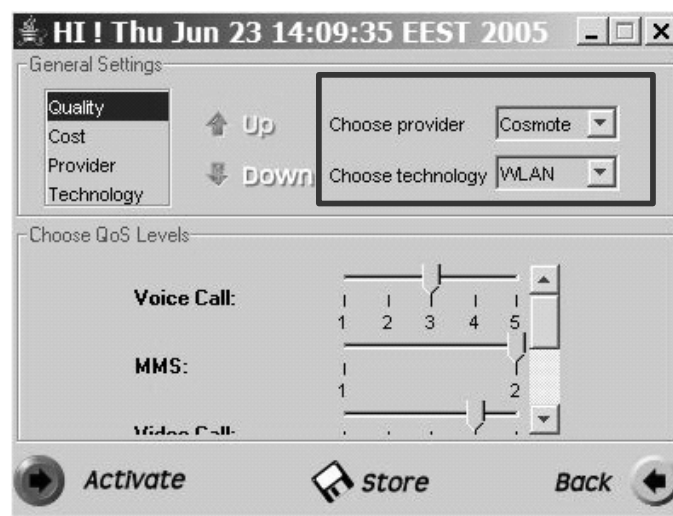 HI ! Thu Jun 23 14:09:35 EEST 2005
General Settings
Quality
Cost
Provider
Technology
Up
Down
Choose provider Cosmote
Choose technology WLAN
Choose QoS Levels
Voice Call:
1 2 3 4 5
MMS:
1 2
Video Call:
Activate Store Back